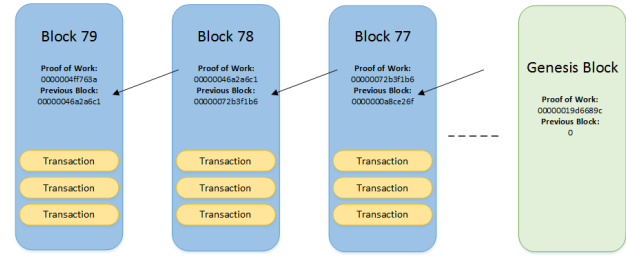 Block 79
Proof of Work:
0000004ff763a
Previous Block:
00000046a2a6c1
Transaction
Transaction
Transaction
Block 78
Proof of Work:
00000046a2a6c1
Previous Block:
00000072b3f1b6
Transaction
Transaction
Transaction
Block 77
Proof of Work:
00000072b3f1b6
Previous Block:
0000000a8ce26f
Transaction
Transaction
Transaction
Genesis Block
Proof of Work:
00000019d6689c
Previous Block:
0